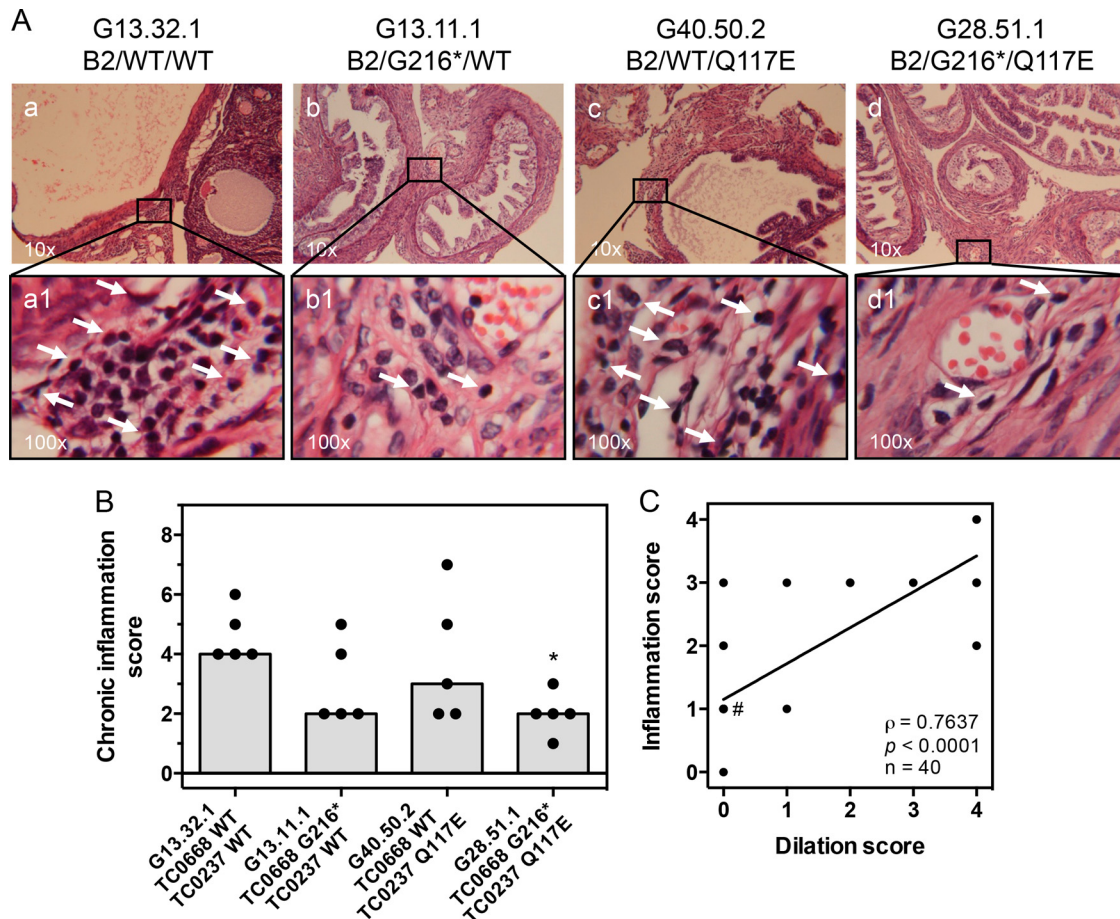 A
G13.32.1
B2/WT/WT
G13.11.1
B2/G216*/WT
G40.50.2
B2/WT/Q117E
G28.51.1
B2/G216*/Q117E
a
10x
b
10x
c
10x
d
10x
a1
100x
b1
100x
c1
100x
d1
100x
B
Chronic inflammation
score
8
6
4
2
0
*
G13.32.1
TC0668 WT
TC0237 WT
G13.11.1
TC0668 G216*
TC0237 WT
G40.50.2
TC0668 WT
TC0237 Q117E
G28.51.1
TC0668 G216*
TC0237 Q117E
C
Inflammation score
4
3
2
1
0
#
ρ = 0.7637
p < 0.0001
n = 40
0
1
2
3
4
Dilation score